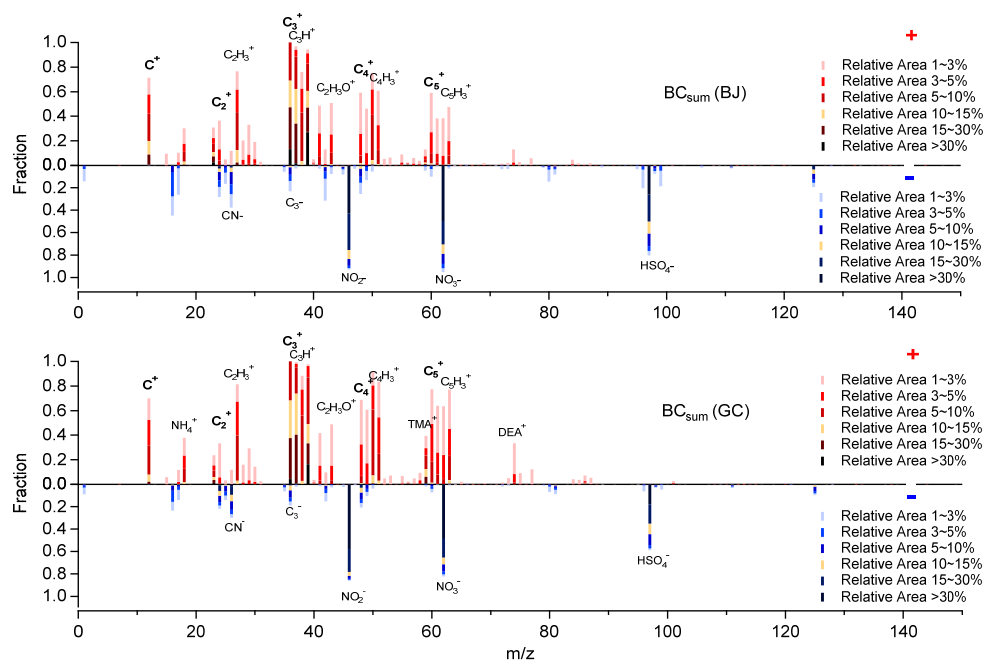 C₃⁺
C₃H⁺
C⁺
C₂H₃⁺
C₂⁺
C₂H₃O⁺
C₄⁺
C₄H₃⁺
C₅⁺
C₅H₃⁺
BCsum (BJ)
+
Relative Area 1~3%
Relative Area 3~5%
Relative Area 5~10%
Relative Area 10~15%
Relative Area 15~30%
Relative Area >30%
1.0
0.8
0.6
0.4
0.2
0.0
0.2
0.4
0.6
0.8
1.0
Fraction
CN-
C₃-
NO₂-
NO₃-
HSO₄-
-
Relative Area 1~3%
Relative Area 3~5%
Relative Area 5~10%
Relative Area 10~15%
Relative Area 15~30%
Relative Area >30%
0 20 40 60 80 100 120 140
C₃⁺
C₃H⁺
C⁺
C₂H₃⁺
NH₄⁺
C₂⁺
C₂H₃O⁺
C₄⁺
C₄H₃⁺
C₅⁺
C₅H₃⁺
TMA⁺
DEA⁺
BCsum (GC)
+
Relative Area 1~3%
Relative Area 3~5%
Relative Area 5~10%
Relative Area 10~15%
Relative Area 15~30%
Relative Area >30%
1.0
0.8
0.6
0.4
0.2
0.0
0.2
0.4
0.6
0.8
1.0
Fraction
CN⁻
C₃⁻
NO₂⁻
NO₃⁻
HSO₄⁻
-
Relative Area 1~3%
Relative Area 3~5%
Relative Area 5~10%
Relative Area 10~15%
Relative Area 15~30%
Relative Area >30%
0 20 40 60 80 100 120 140
m/z